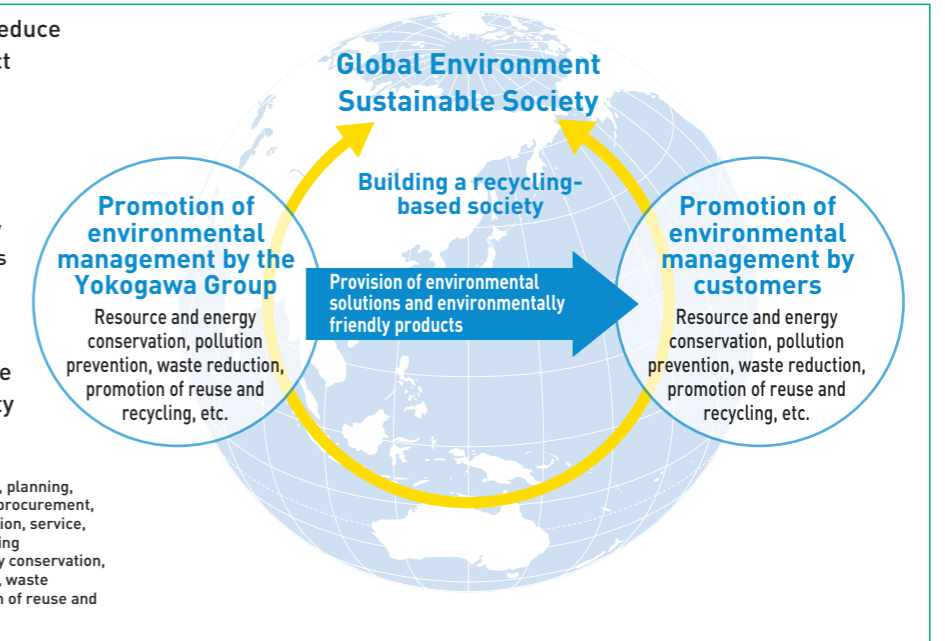 educe
ct
s
e
ty
, planning,
procurement,
ion, service,
ing
y conservation,
, waste
n of reuse and
Global Environment
Sustainable Society
Building a recycling-
based society
Promotion of
environmental
management by the
Yokogawa Group
Resource and energy
conservation, pollution
prevention, waste reduction,
promotion of reuse and
recycling, etc.
Provision of environmental
solutions and environmentally
friendly products
Promotion of
environmental
management by
customers
Resource and energy
conservation, pollution
prevention, waste reduction,
promotion of reuse and
recycling, etc.